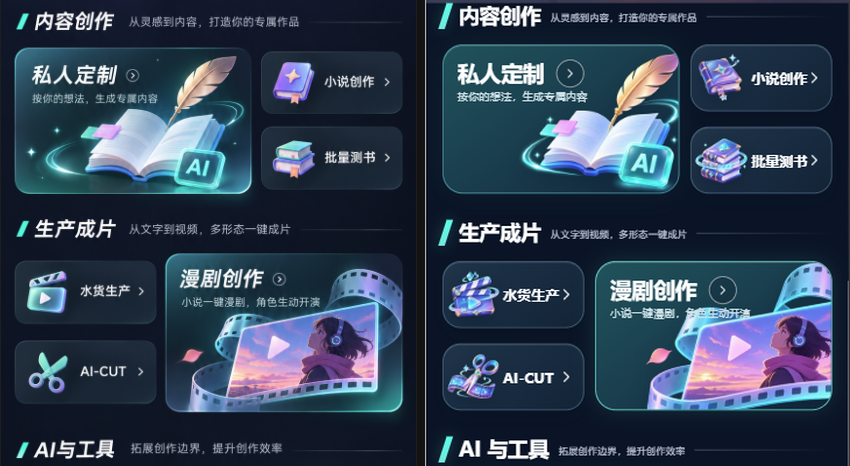 内容创作 从灵感到内容，打造你的专属作品
私人定制
按你的想法，生成专属内容
AI
小说创作
批量测书
生产成片 从文字到视频，多形态一键成片
水货生产
AI-CUT
漫剧创作
小说一键漫剧，角色生动开演
AI与工具 拓展创作边界，提升创作效率
内容创作 从灵感到内容，打造你的专属作品
私人定制
按你的想法，生成专属内容
AI
小说创作
批量测书
生产成片 从文字到视频，多形态一键成片
水货生产
AI-CUT
漫剧创作
小说一键漫剧，角色生动开演
AI 与工具 拓展创作边界，提升创作效率